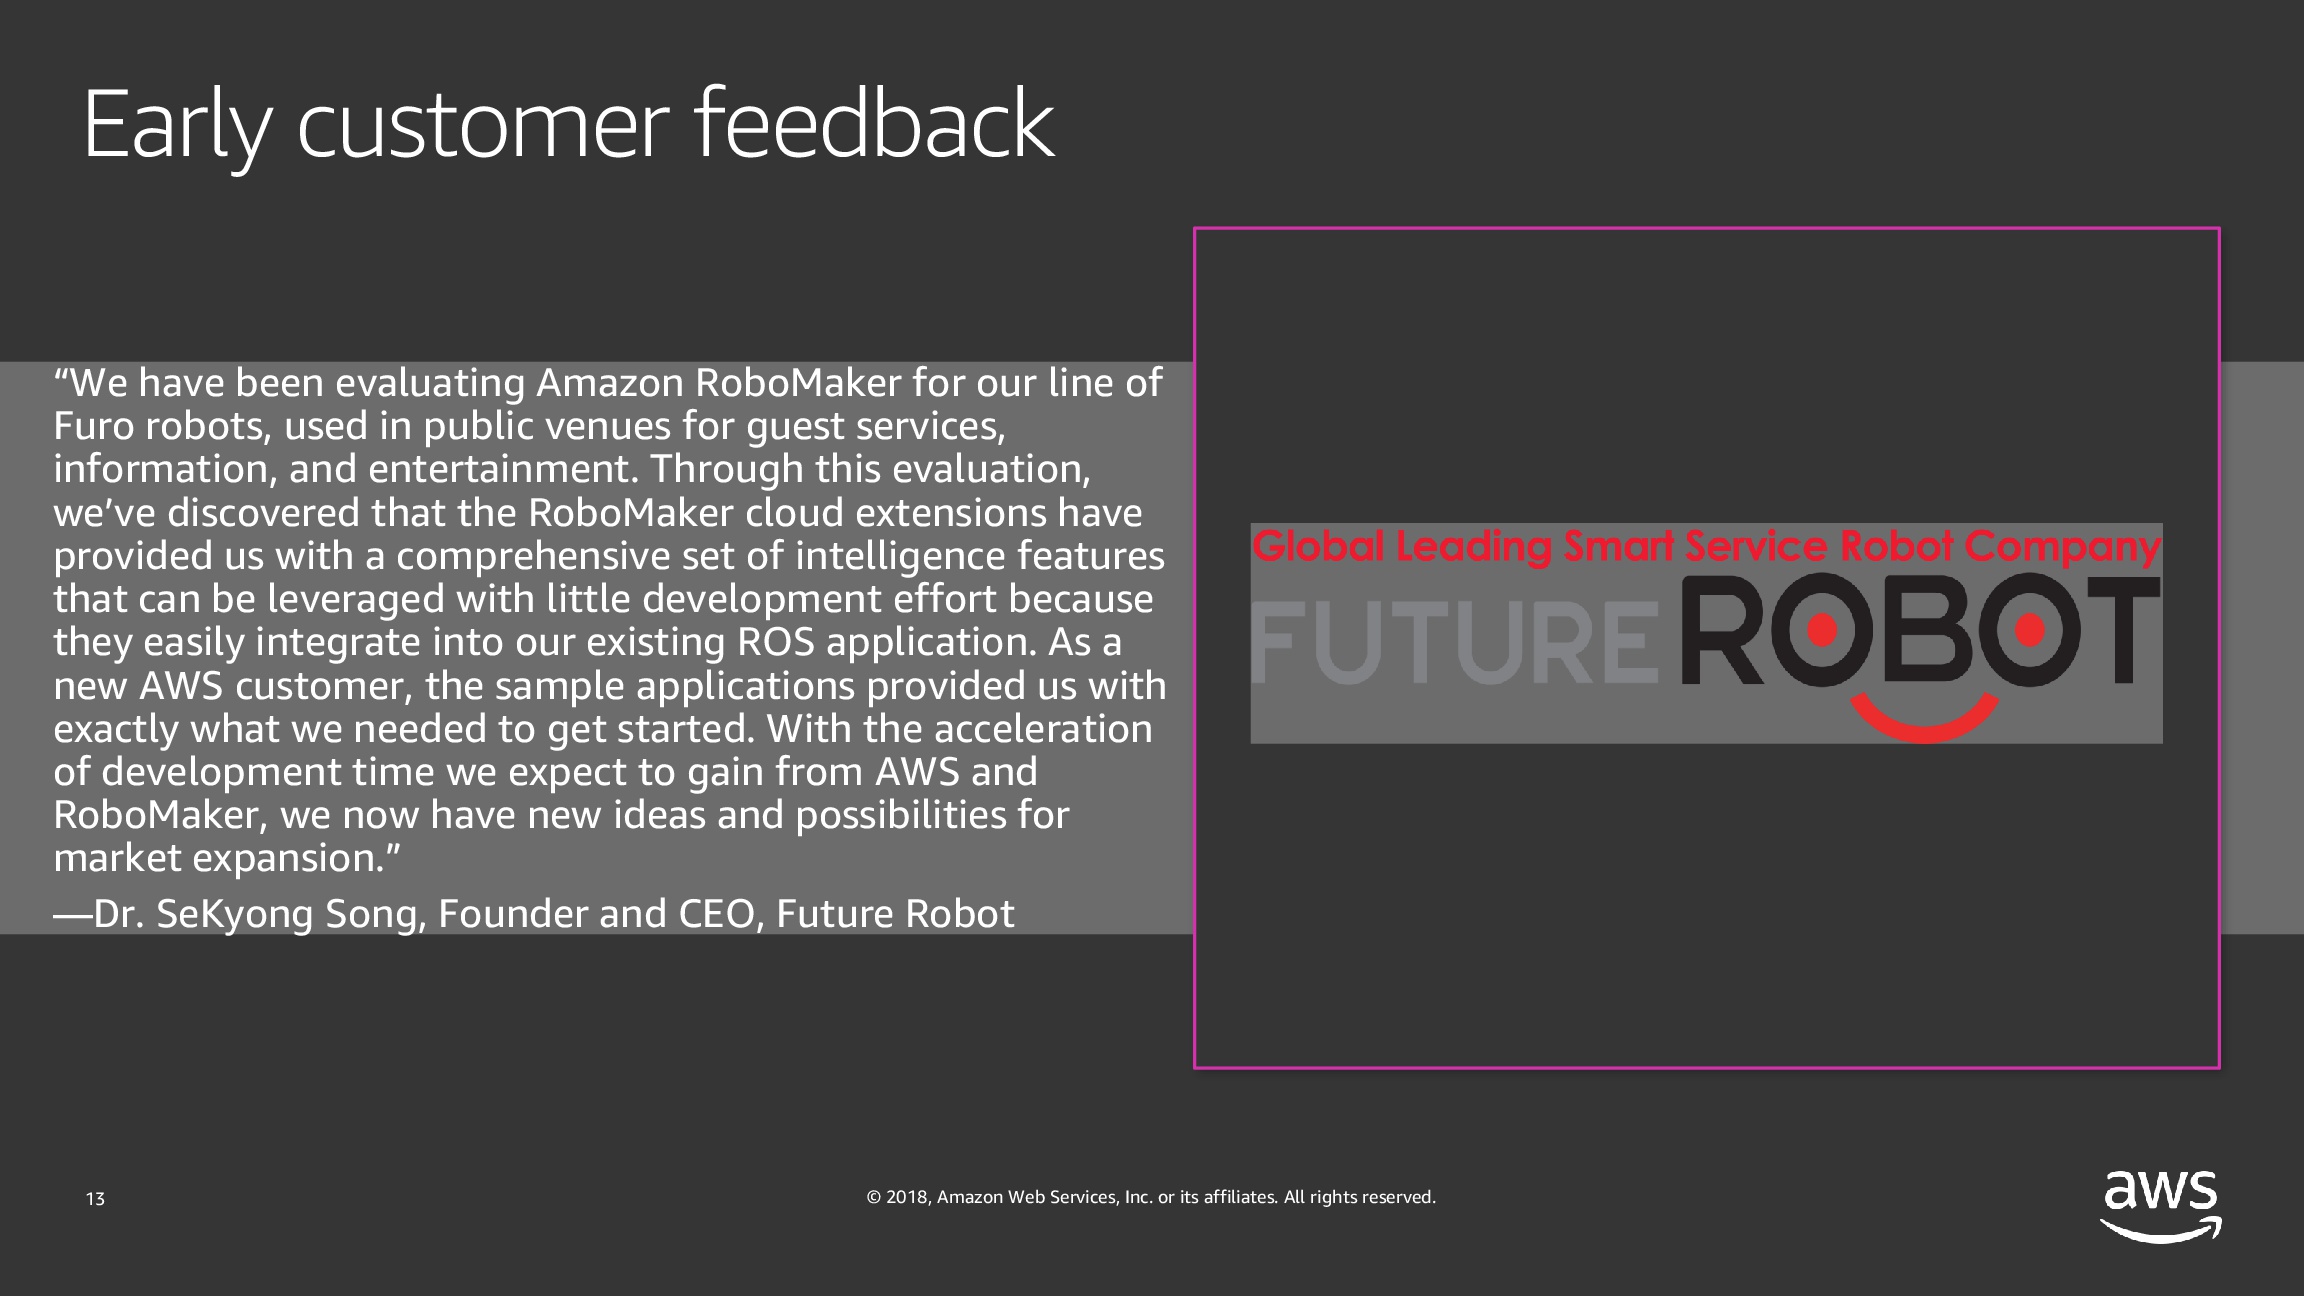 Early customer feedback
“We have been evaluating Amazon RoboMaker for our line of
Furo robots, used in public venues for guest services,
information, and entertainment. Through this evaluation,
we’ve discovered that the RoboMaker cloud extensions have
provided us with a comprehensive set of intelligence features
that can be leveraged with little development effort because
they easily integrate into our existing ROS application. As a
new AWS customer, the sample applications provided us with
exactly what we needed to get started. With the acceleration
of development time we expect to gain from AWS and
RoboMaker, we now have new ideas and possibilities for
market expansion.”
—Dr. SeKyong Song, Founder and CEO, Future Robot
Global Leading Smart Service Robot Company
FUTURE ROBOT
13
© 2018, Amazon Web Services, Inc. or its affiliates. All rights reserved.
aws